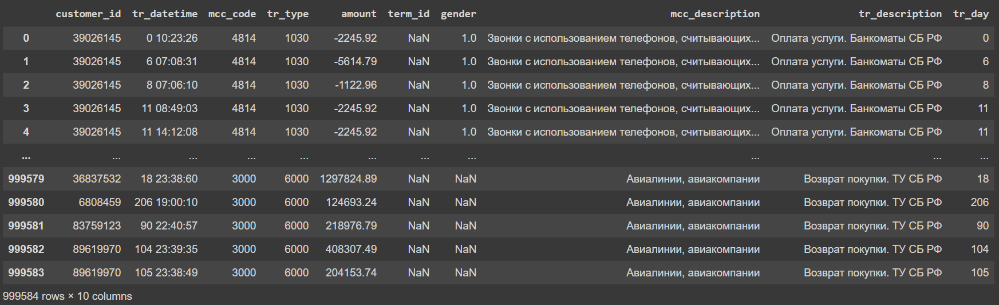 customer_id tr_datetime mcc_code tr_type amount term_id gender mcc_description tr_description tr_day
0 39026145 0 10:23:26 4814 1030 -2245.92 NaN 1.0 Звонки с использованием телефонов, считывающих... Оплата услуги. Банкоматы СБ РФ 0
1 39026145 6 07:08:31 4814 1030 -5614.79 NaN 1.0 Звонки с использованием телефонов, считывающих... Оплата услуги. Банкоматы СБ РФ 6
2 39026145 8 07:06:10 4814 1030 -1122.96 NaN 1.0 Звонки с использованием телефонов, считывающих... Оплата услуги. Банкоматы СБ РФ 8
3 39026145 11 08:49:03 4814 1030 -2245.92 NaN 1.0 Звонки с использованием телефонов, считывающих... Оплата услуги. Банкоматы СБ РФ 11
4 39026145 11 14:12:08 4814 1030 -2245.92 NaN 1.0 Звонки с использованием телефонов, считывающих... Оплата услуги. Банкоматы СБ РФ 11
... ... ... ... ... ... ... ... ... ... ...
999579 36837532 18 23:38:60 3000 6000 1297824.89 NaN NaN Авиалинии, авиакомпании Возврат покупки. ТУ СБ РФ 18
999580 6808459 206 19:00:10 3000 6000 124693.24 NaN NaN Авиалинии, авиакомпании Возврат покупки. ТУ СБ РФ 206
999581 83759123 90 22:40:57 3000 6000 218976.79 NaN NaN Авиалинии, авиакомпании Возврат покупки. ТУ СБ РФ 90
999582 89619970 104 23:39:35 3000 6000 408307.49 NaN NaN Авиалинии, авиакомпании Возврат покупки. ТУ СБ РФ 104
999583 89619970 105 23:38:49 3000 6000 204153.74 NaN NaN Авиалинии, авиакомпании Возврат покупки. ТУ СБ РФ 105
999584 rows × 10 columns